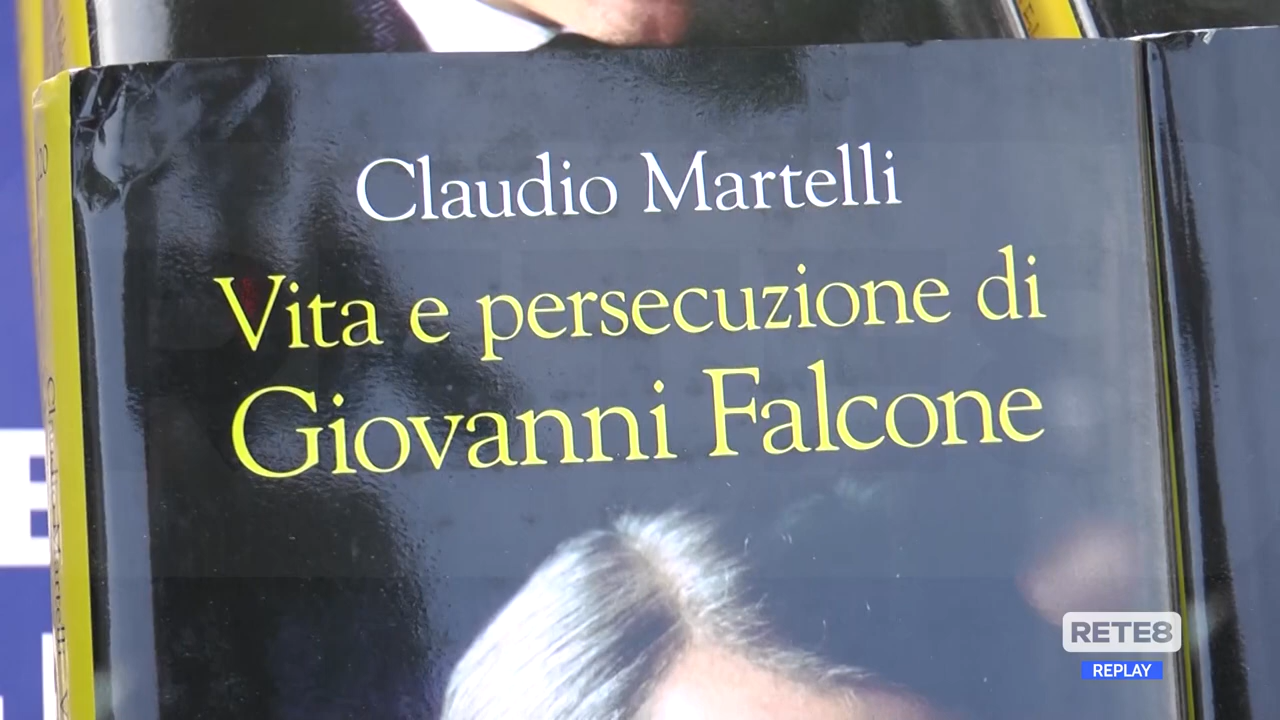 Claudio Martelli
Vita e persecuzione di
Giovanni Falcone
RETE8
REPLAY